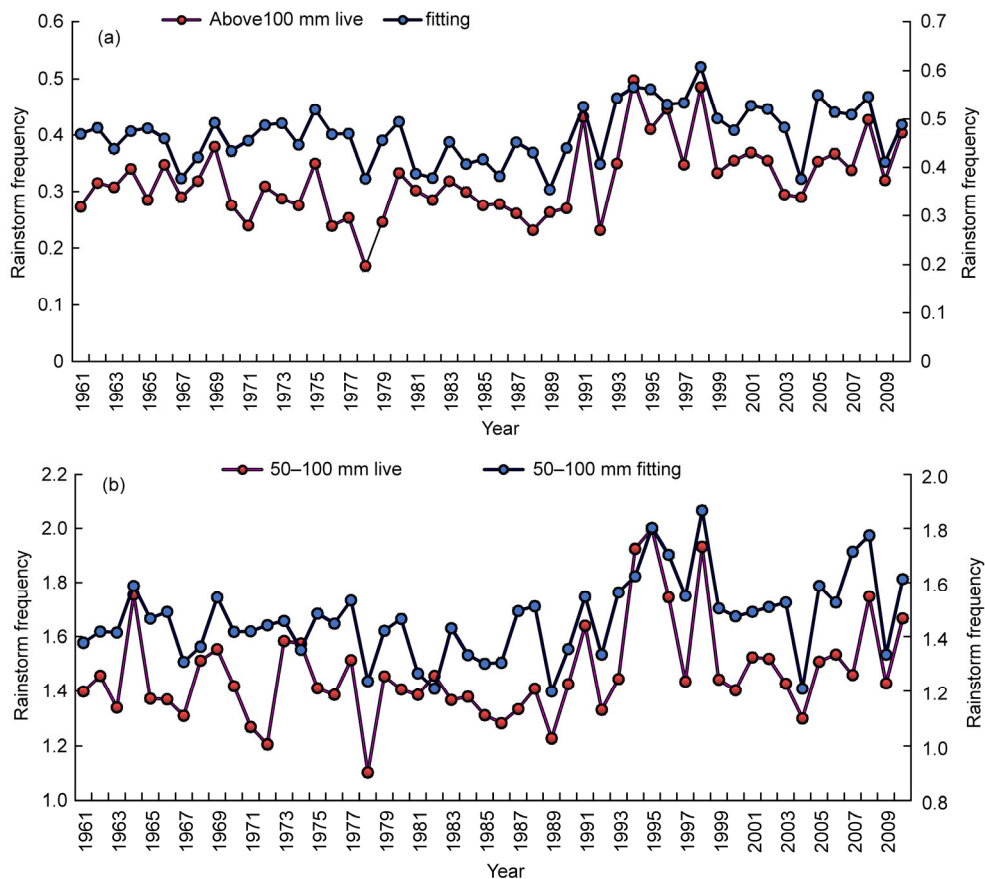 Above100 mm live fitting
(a)
0.6 0.5 0.4 0.3 0.2 0.1 0
Rainstorm frequency
0.7 0.6 0.5 0.4 0.3 0.2 0.1 0
Rainstorm frequency
1961 1963 1965 1967 1969 1971 1973 1975 1977 1979 1981 1983 1985 1987 1989 1991 1993 1995 1997 1999 2001 2003 2005 2007 2009
Year
50–100 mm live 50–100 mm fitting
(b)
2.2 2.0 1.8 1.6 1.4 1.2 1.0
Rainstorm frequency
2.0 1.8 1.6 1.4 1.2 1.0 0.8
Rainstorm frequency
1961 1963 1965 1967 1969 1971 1973 1975 1977 1979 1981 1983 1985 1987 1989 1991 1993 1995 1997 1999 2001 2003 2005 2007 2009
Year